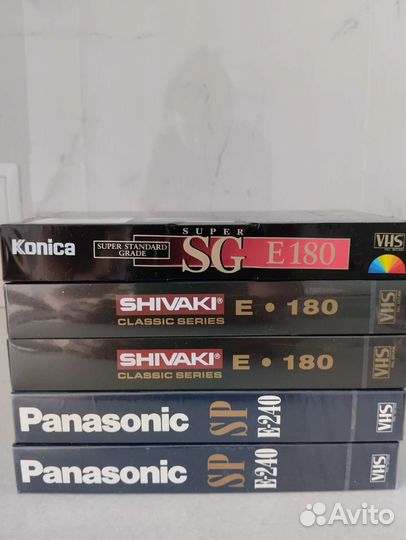 Konica SUPER STANDARD GRADE SUPER SG E180 VHS
SHIVAKI® CLASSIC SERIES E • 180 VHS
SHIVAKI® CLASSIC SERIES E • 180 VHS
Panasonic SP E-240 VHS
Panasonic SP E-240 VHS
Avito